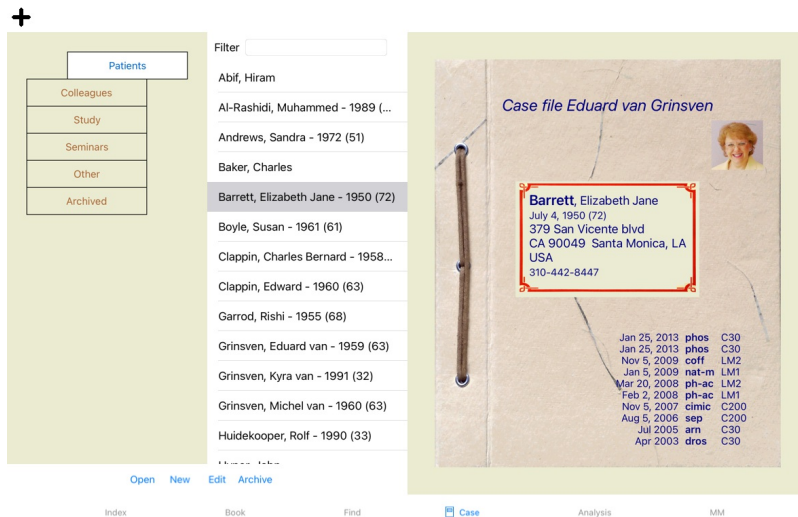 Patients
Colleagues
Study
Seminars
Other
Archived
Filter
Abif, Hiram
Al-Rashidi, Muhammed - 1989 (...
Andrews, Sandra - 1972 (51)
Baker, Charles
Barrett, Elizabeth Jane - 1950 (72)
Boyle, Susan - 1961 (61)
Clappin, Charles Bernard - 1958...
Clappin, Edward - 1960 (63)
Garrod, Rishi - 1955 (68)
Grinsven, Eduard van - 1959 (63)
Grinsven, Kyra van - 1991 (32)
Grinsven, Michel van - 1960 (63)
Huidekooper, Rolf - 1990 (33)
Open New Edit Archive
Case file Eduard van Grinsven
Barrett, Elizabeth Jane
July 4, 1950 (72)
379 San Vicente blvd
CA 90049 Santa Monica, LA
USA
310-442-8447
Jan 25, 2013 phos C30
Jan 25, 2013 phos C30
Nov 5, 2009 coff LM2
Jan 5, 2009 nat-m LM1
Mar 20, 2008 ph-ac LM2
Feb 2, 2008 ph-ac LM1
Nov 5, 2007 cimic C200
Aug 5, 2006 sep C200
Jul 2005 arn C30
Apr 2003 dros C30
Index Book Find Case Analysis MM